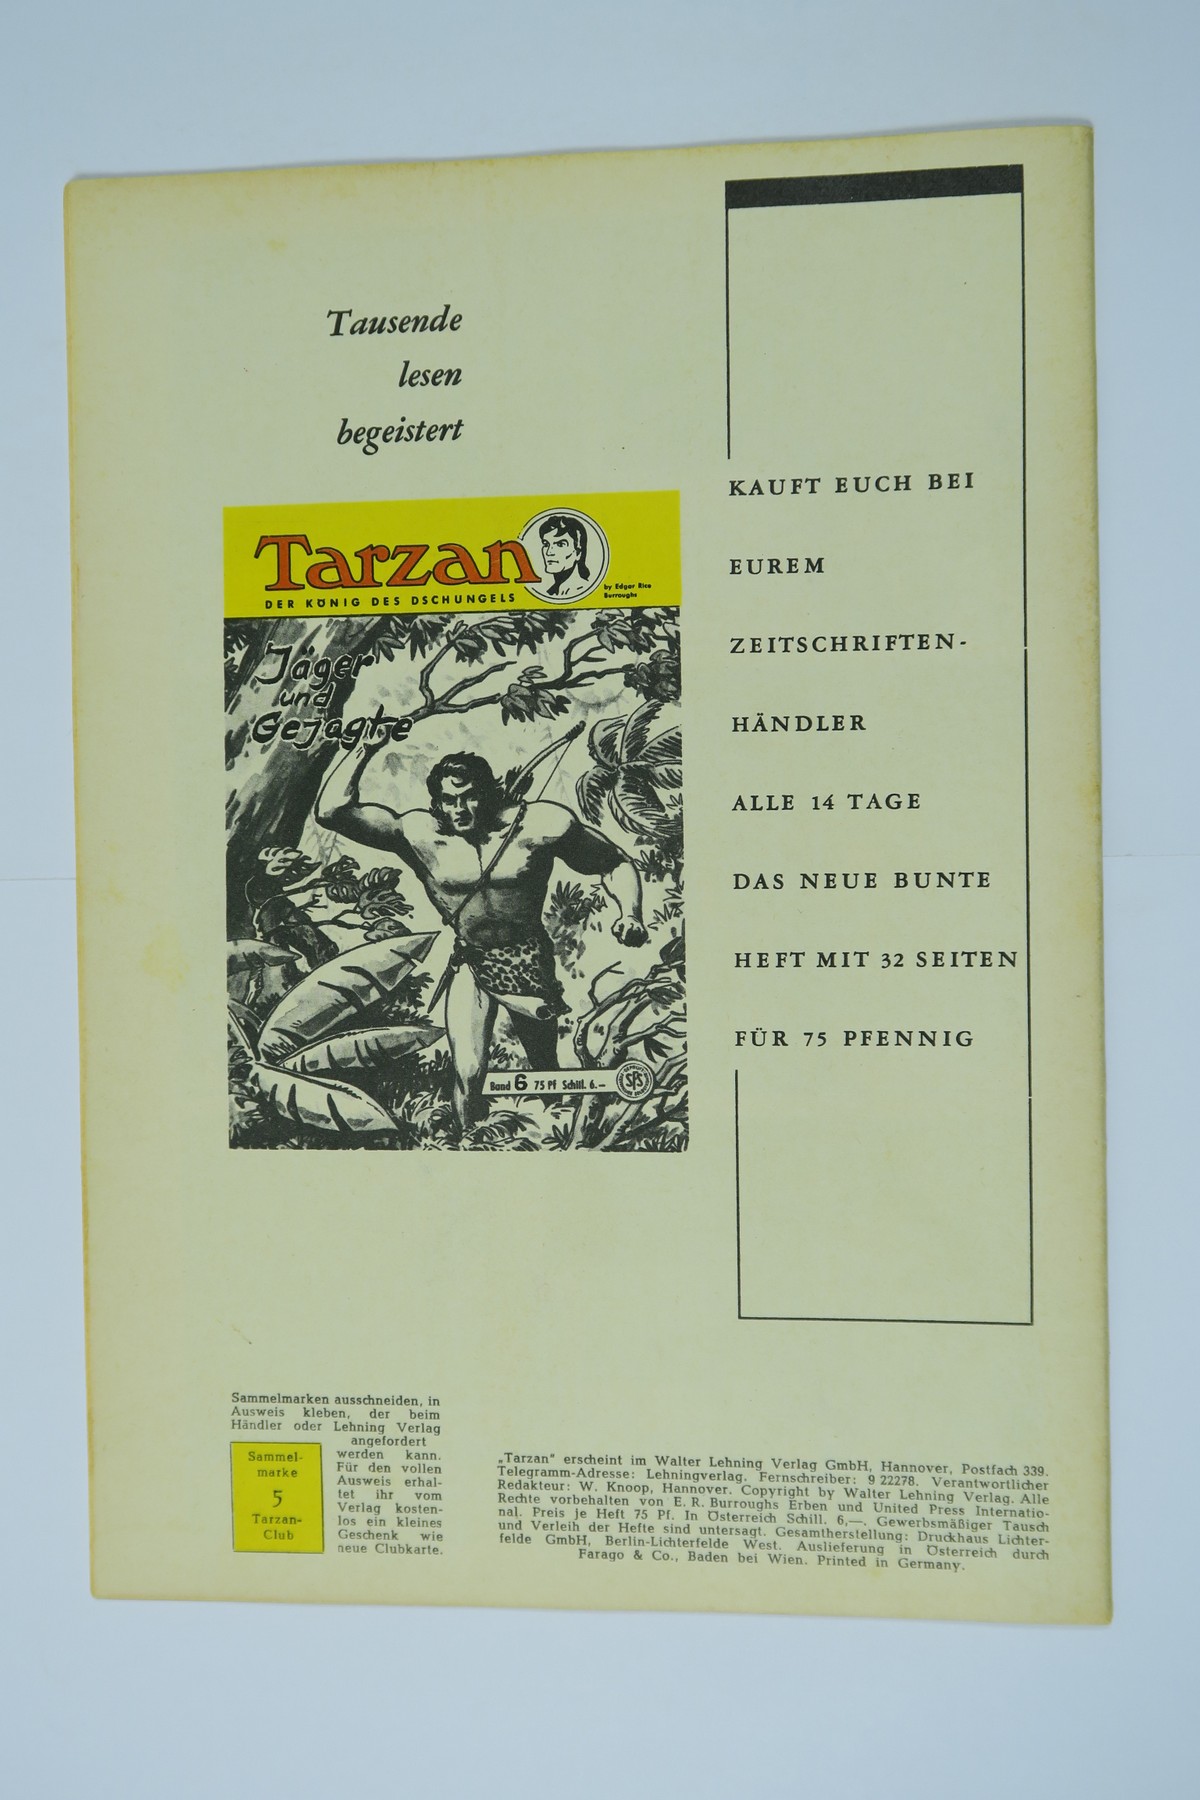 Tausende
lesen
begeistert
Tarzan
DER KÖNIG DES DSCHUNGELS
by Edgar Rice
Burroughs
Jäger
und
Gejagte
Band 6 75 Pf Schill. 6.–
SPS
KAUFT EUCH BEI
EUREM
ZEITSCHRIFTEN-
HÄNDLER
ALLE 14 TAGE
DAS NEUE BUNTE
HEFT MIT 32 SEITEN
FÜR 75 PFENNIG
Sammelmarken ausschneiden, in
Ausweis kleben, der beim
Händler oder Lehning Verlag
angefordert
werden kann.
Für den vollen
Ausweis erhal-
tet ihr vom
Verlag kosten-
los ein kleines
Geschenk wie
neue Clubkarte.
Sammel-
marke
5
Tarzan-
Club
„Tarzan" erscheint im Walter Lehning Verlag GmbH, Hannover, Postfach 339.
Telegramm-Adresse: Lehningverlag. Fernschreiber: 9 22278. Verantwortlicher
Redakteur: W. Knoop, Hannover. Copyright by Walter Lehning Verlag. Alle
Rechte vorbehalten von E. R. Burroughs Erben und United Press Internatio-
nal. Preis je Heft 75 Pf. In Österreich Schill. 6,—. Gewerbsmäßiger Tausch
und Verleih der Hefte sind untersagt. Gesamtherstellung: Druckhaus Lichter-
felde GmbH, Berlin-Lichterfelde West. Auslieferung in Österreich durch
Farago & Co., Baden bei Wien. Printed in Germany.